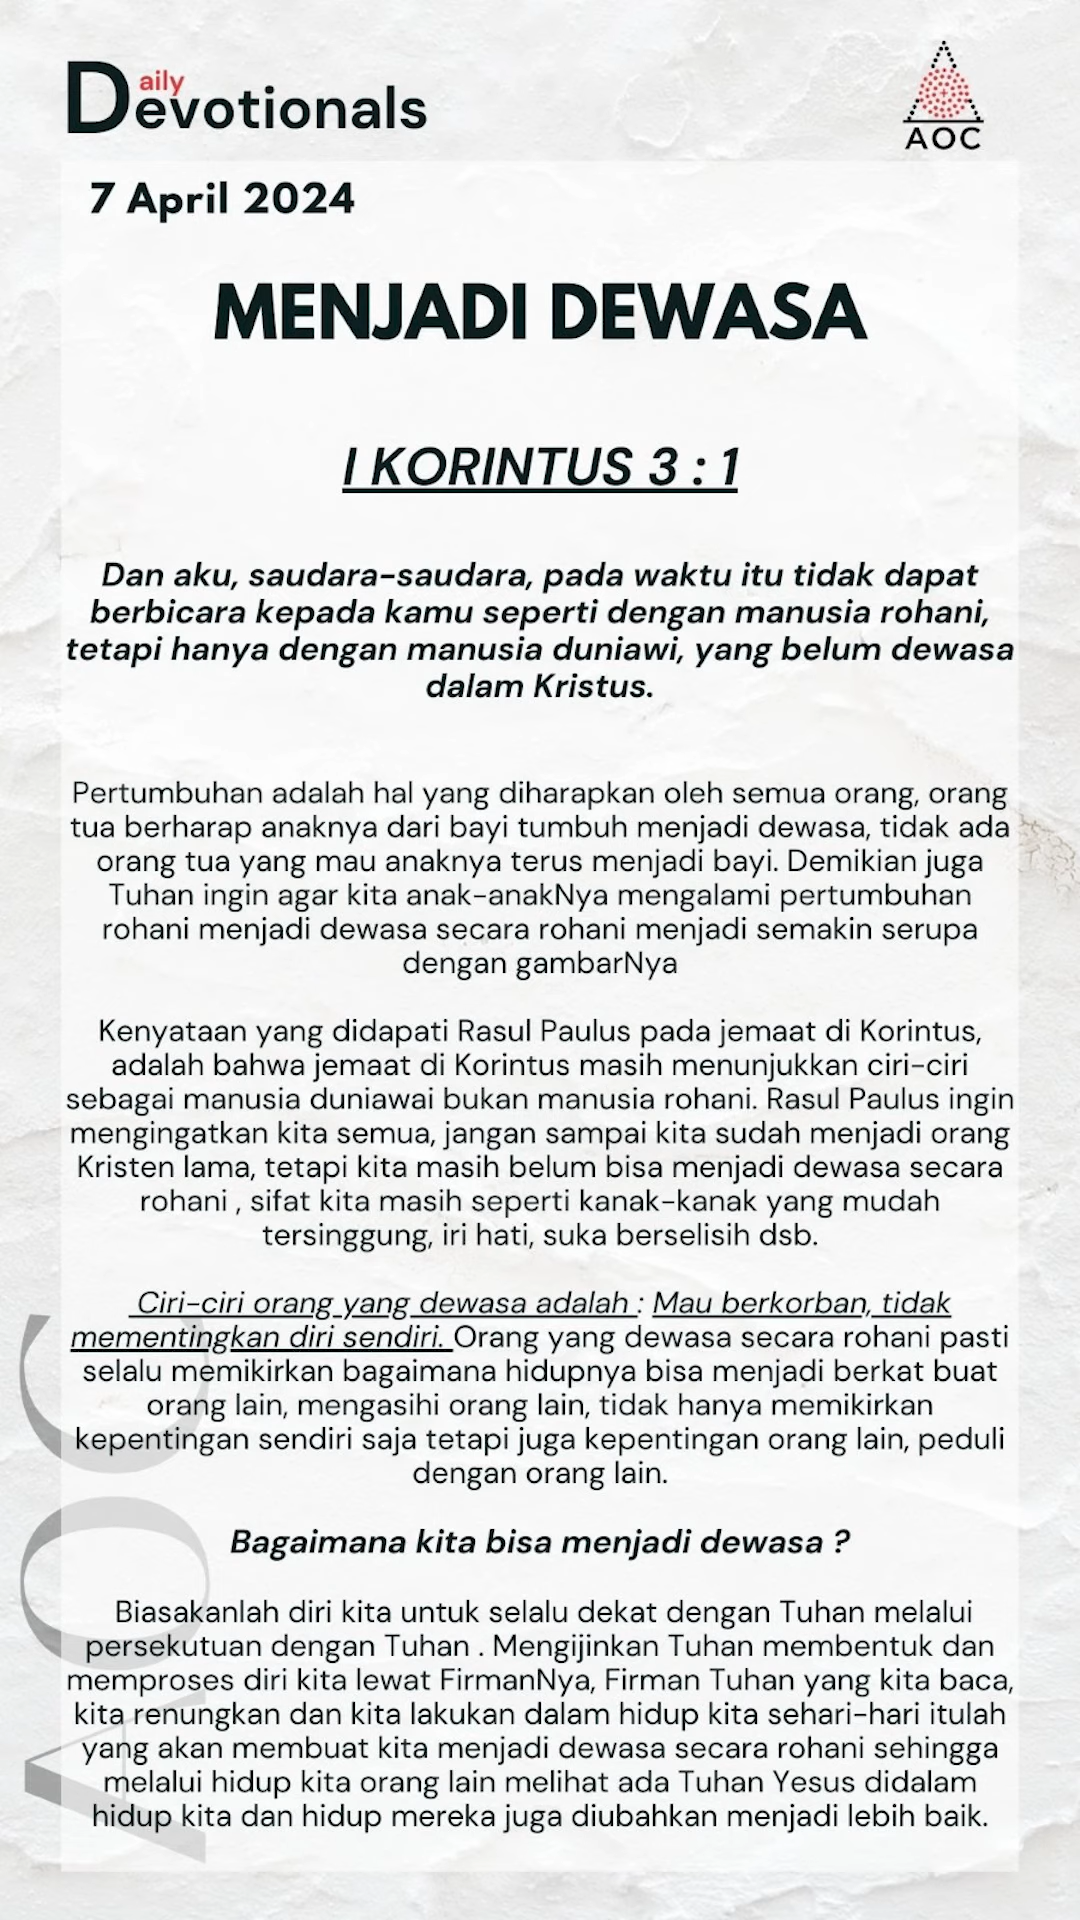 Daily Devotionals
AOC
7 April 2024
MENJADI DEWASA
I KORINTUS 3 : 1
Dan aku, saudara-saudara, pada waktu itu tidak dapat
berbicara kepada kamu seperti dengan manusia rohani,
tetapi hanya dengan manusia duniawi, yang belum dewasa
dalam Kristus.
Pertumbuhan adalah hal yang diharapkan oleh semua orang, orang
tua berharap anaknya dari bayi tumbuh menjadi dewasa, tidak ada
orang tua yang mau anaknya terus menjadi bayi. Demikian juga
Tuhan ingin agar kita anak-anakNya mengalami pertumbuhan
rohani menjadi dewasa secara rohani menjadi semakin serupa
dengan gambarNya
Kenyataan yang didapati Rasul Paulus pada jemaat di Korintus,
adalah bahwa jemaat di Korintus masih menunjukkan ciri-ciri
sebagai manusia duniawai bukan manusia rohani. Rasul Paulus ingin
mengingatkan kita semua, jangan sampai kita sudah menjadi orang
Kristen lama, tetapi kita masih belum bisa menjadi dewasa secara
rohani , sifat kita masih seperti kanak-kanak yang mudah
tersinggung, iri hati, suka berselisih dsb.
Ciri-ciri orang yang dewasa adalah : Mau berkorban, tidak
mementingkan diri sendiri. Orang yang dewasa secara rohani pasti
selalu memikirkan bagaimana hidupnya bisa menjadi berkat buat
orang lain, mengasihi orang lain, tidak hanya memikirkan
kepentingan sendiri saja tetapi juga kepentingan orang lain, peduli
dengan orang lain.
Bagaimana kita bisa menjadi dewasa ?
Biasakanlah diri kita untuk selalu dekat dengan Tuhan melalui
persekutuan dengan Tuhan . Mengijinkan Tuhan membentuk dan
memproses diri kita lewat FirmanNya, Firman Tuhan yang kita baca,
kita renungkan dan kita lakukan dalam hidup kita sehari-hari itulah
yang akan membuat kita menjadi dewasa secara rohani sehingga
melalui hidup kita orang lain melihat ada Tuhan Yesus didalam
hidup kita dan hidup mereka juga diubahkan menjadi lebih baik.
AOC